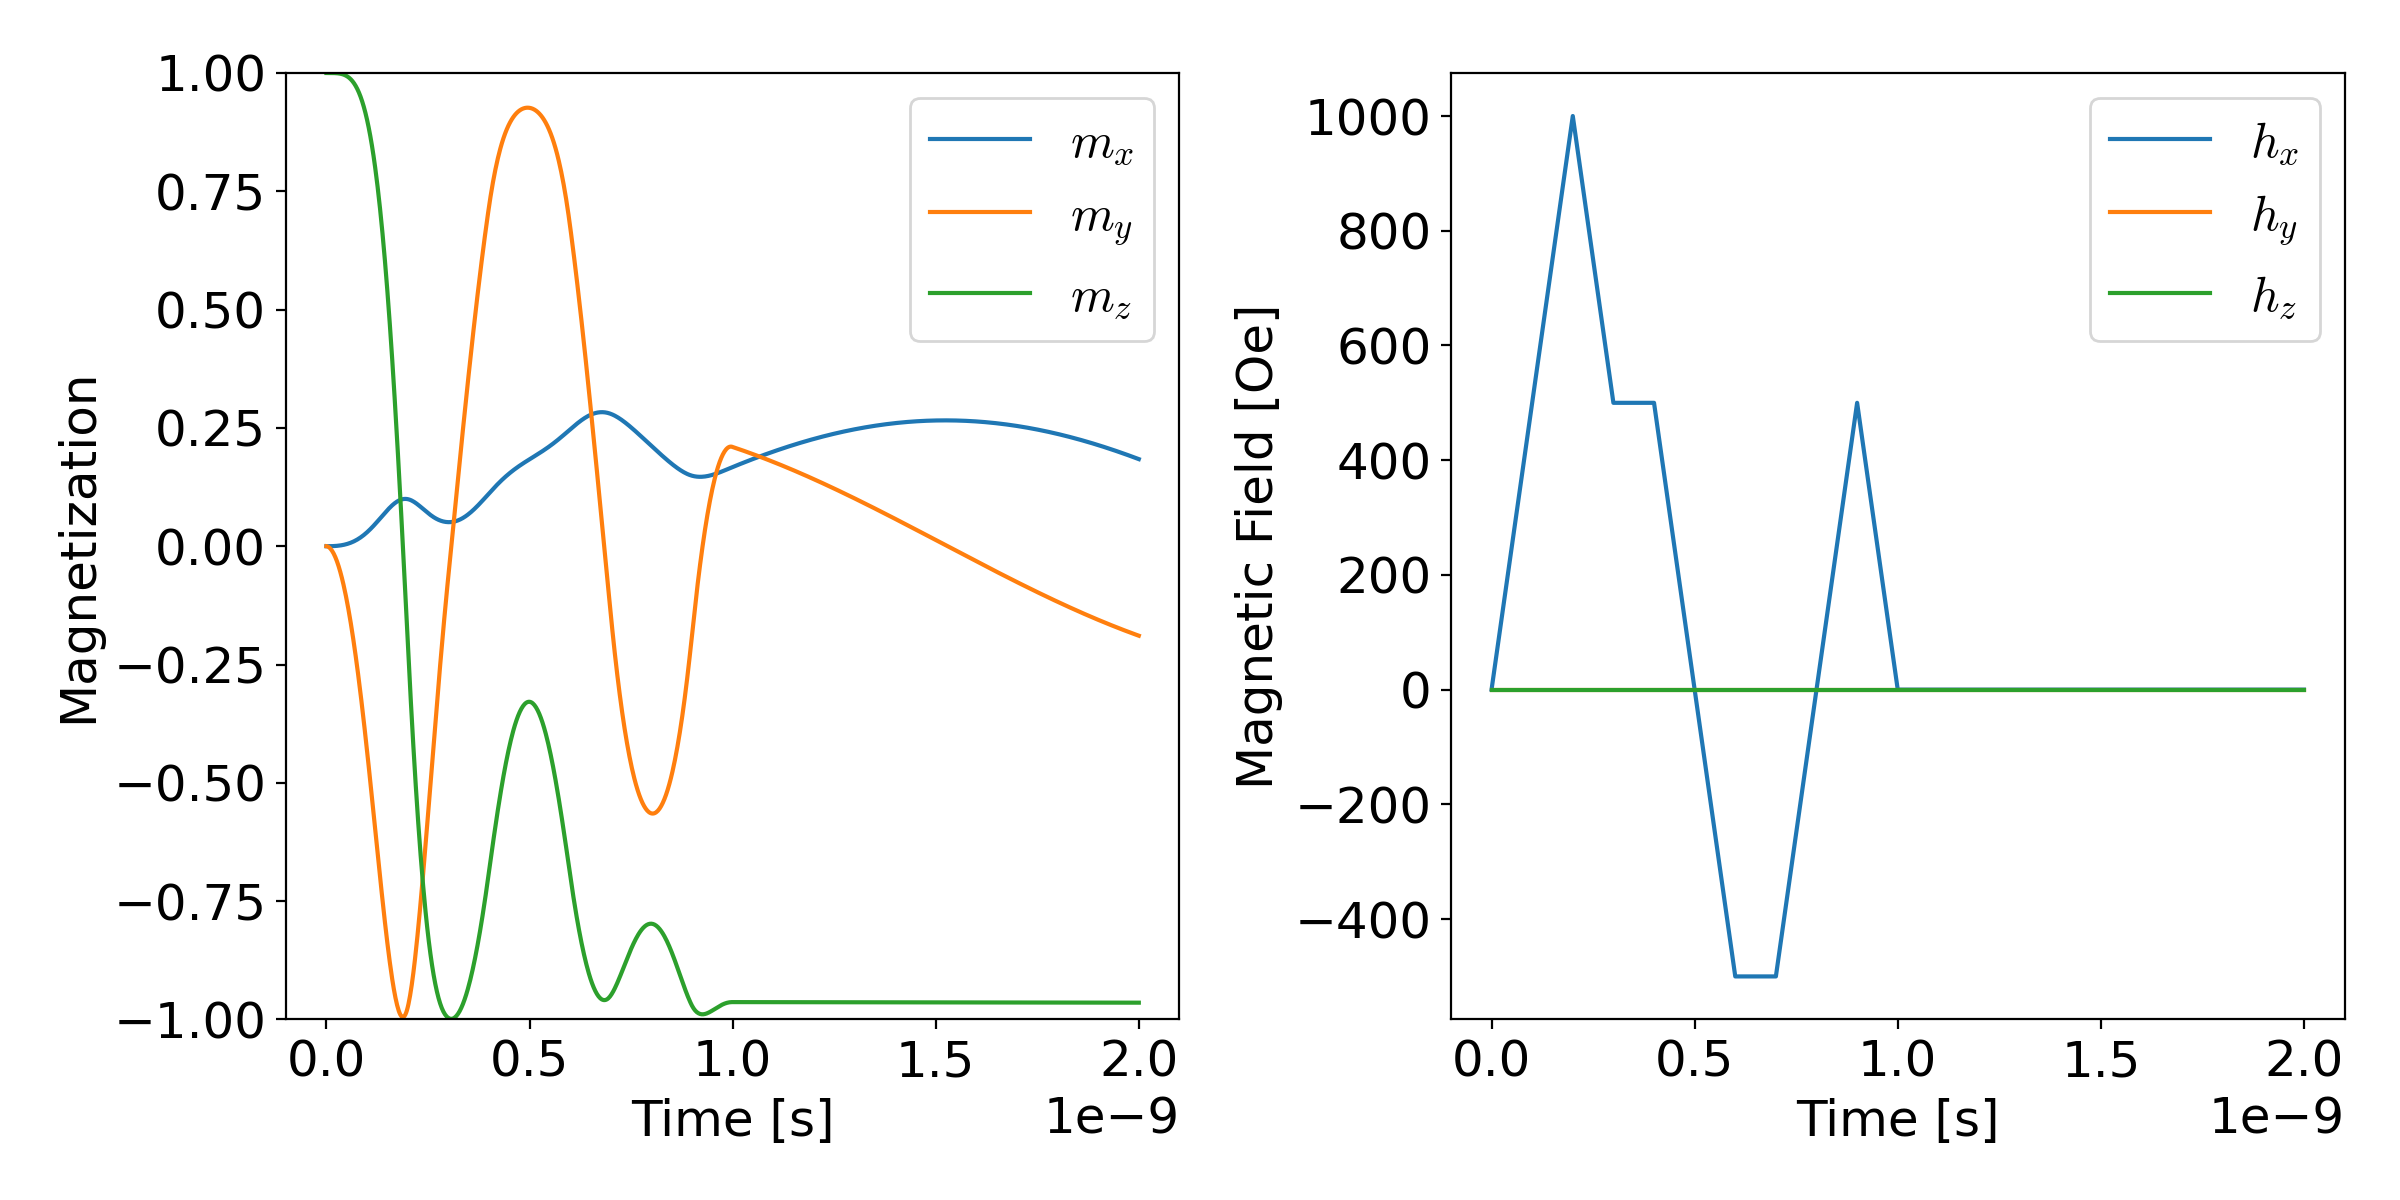 Magnetization
1.00
0.75
0.50
0.25
0.00
−0.25
−0.50
−0.75
−1.00
0.0 0.5 1.0 1.5 2.0
Time [s]
1e−9
m_x
m_y
m_z
Magnetic Field [Oe]
1000
800
600
400
200
0
−200
−400
0.0 0.5 1.0 1.5 2.0
Time [s]
1e−9
h_x
h_y
h_z